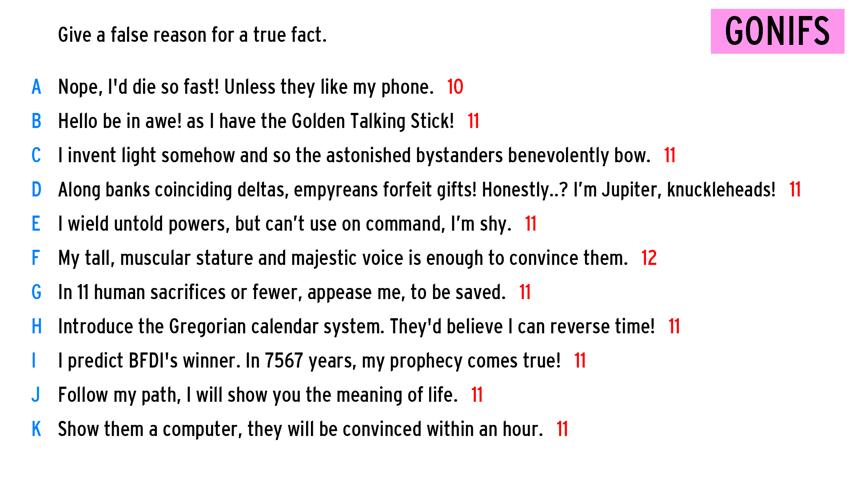 Give a false reason for a true fact.
GONIFS
A Nope, I'd die so fast! Unless they like my phone. 10
B Hello be in awe! as I have the Golden Talking Stick! 11
C I invent light somehow and so the astonished bystanders benevolently bow. 11
D Along banks coinciding deltas, empyreans forfeit gifts! Honestly..? I'm Jupiter, knuckleheads! 11
E I wield untold powers, but can't use on command, I'm shy. 11
F My tall, muscular stature and majestic voice is enough to convince them. 12
G In 11 human sacrifices or fewer, appease me, to be saved. 11
H Introduce the Gregorian calendar system. They'd believe I can reverse time! 11
I I predict BFDI's winner. In 7567 years, my prophecy comes true! 11
J Follow my path, I will show you the meaning of life. 11
K Show them a computer, they will be convinced within an hour. 11